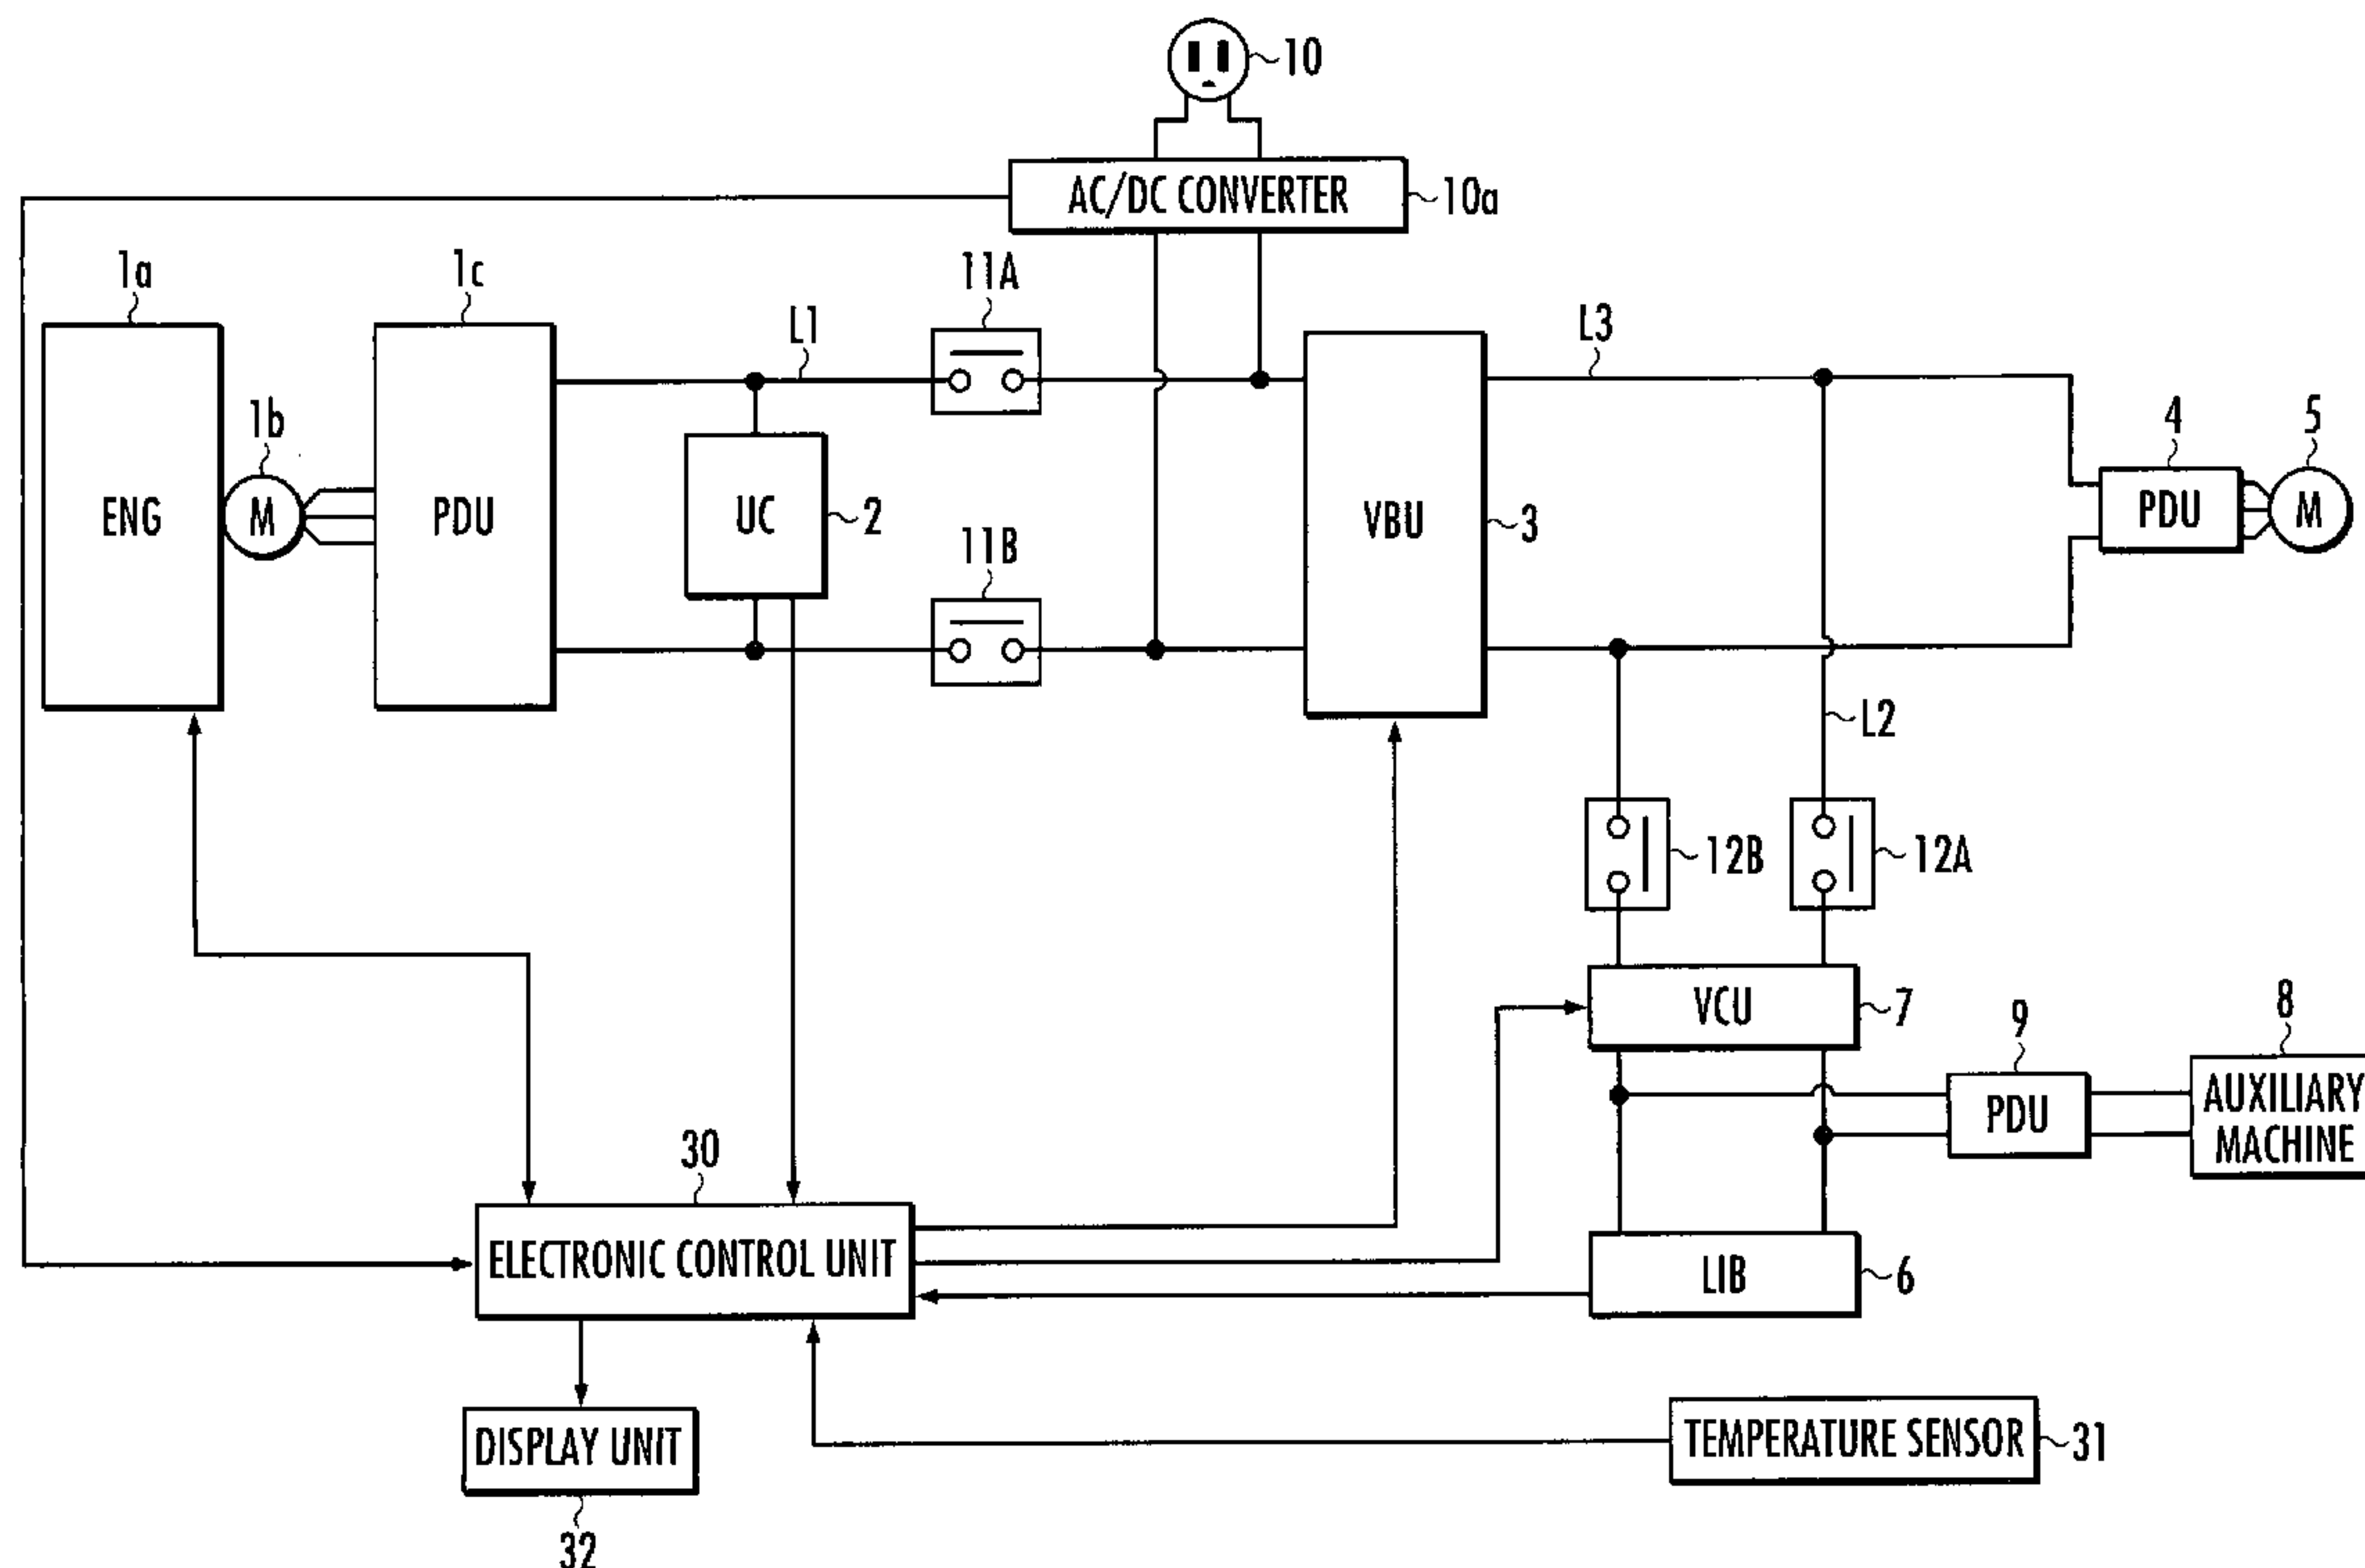 10
AC/DC CONVERTER
10a
1a
1c
11A
L1
L3
1b
4
5
ENG
M
PDU
UC
2
11B
VBU
3
PDU
M
L2
12B
12A
VCU
7
9
8
PDU
AUXILIARY
MACHINE
30
ELECTRONIC CONTROL UNIT
LIB
6
DISPLAY UNIT
TEMPERATURE SENSOR
31
32